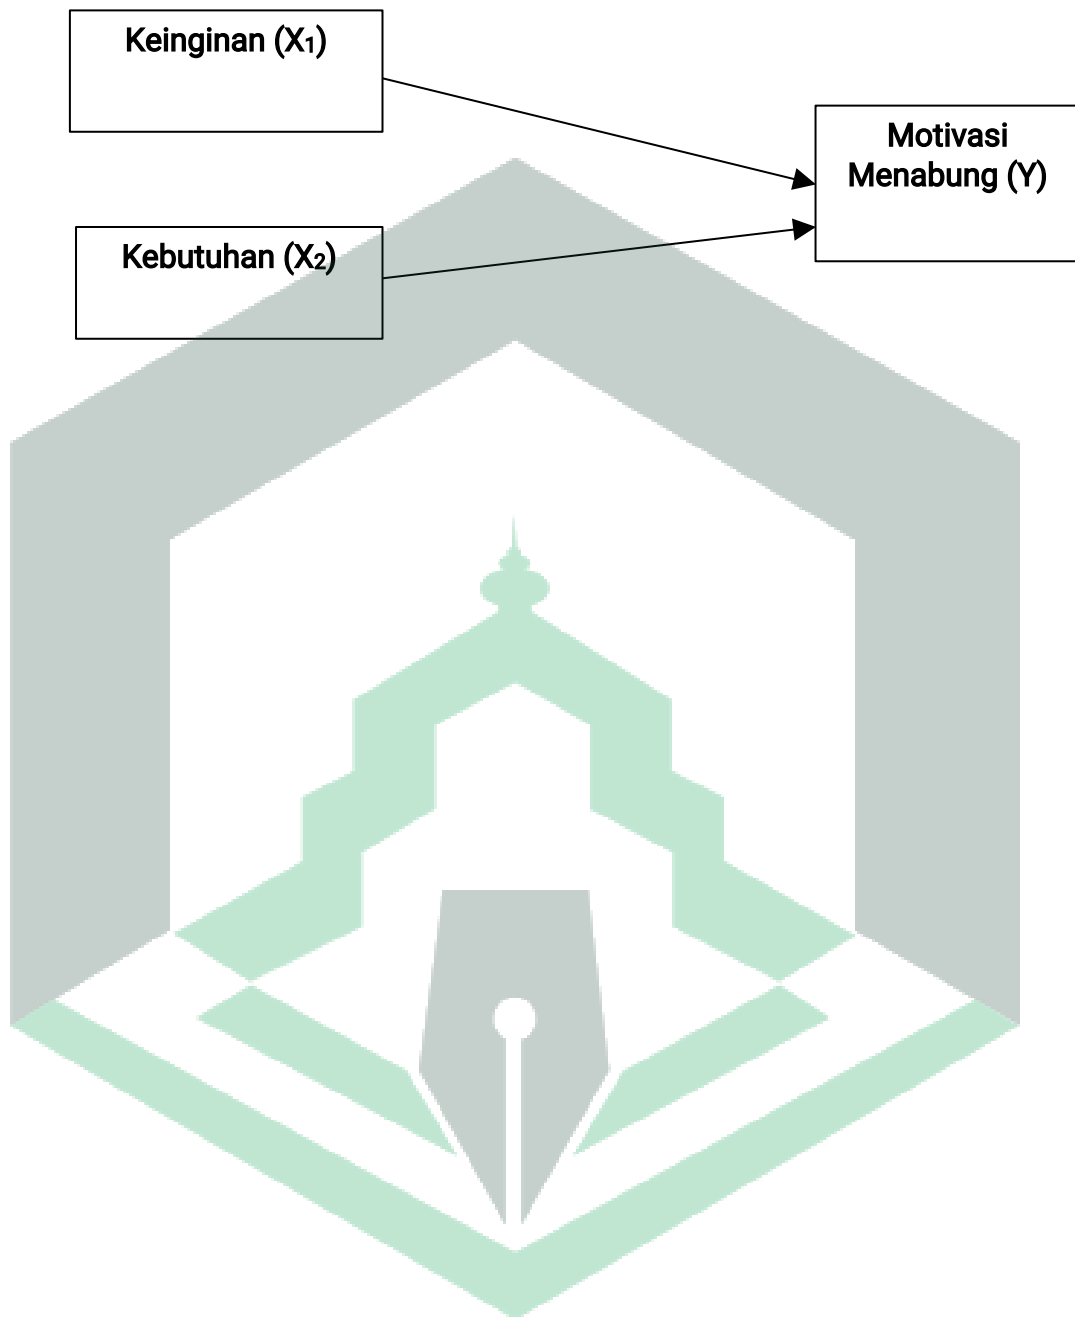 Keinginan (X₁)
Motivasi
Menabung (Y)
Kebutuhan (X₂)